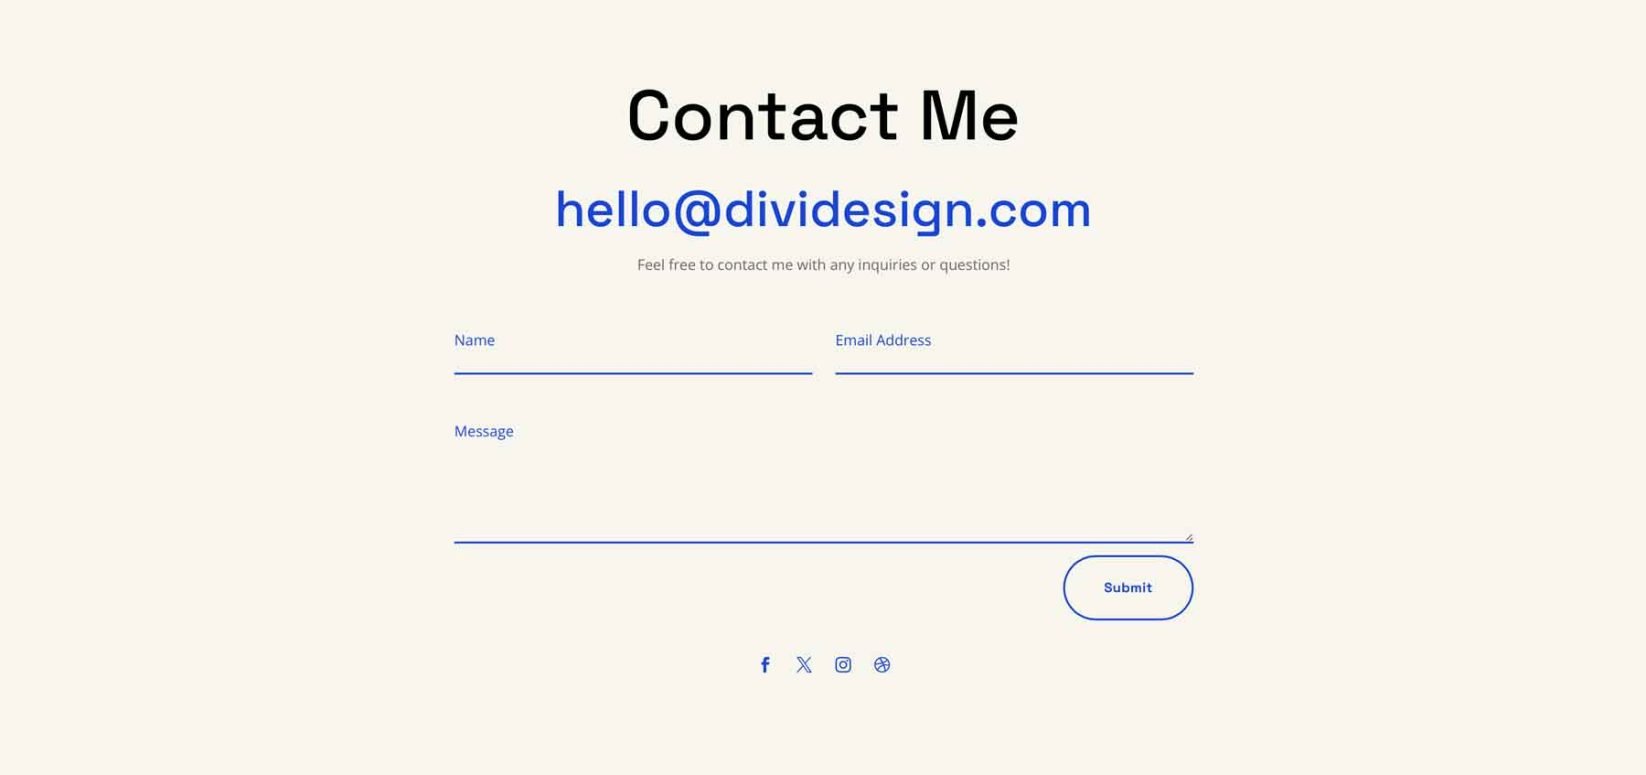 Contact Me
hello@dividesign.com
Feel free to contact me with any inquiries or questions!
Name
Email Address
Message
Submit